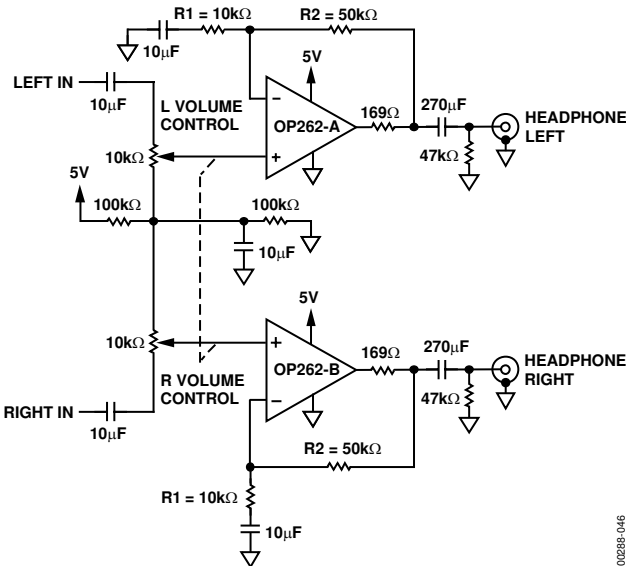 R1 = 10kΩ
R2 = 50kΩ
10μF
5V
LEFT IN
10μF
L VOLUME
CONTROL
OP262-A
169Ω
270μF
HEADPHONE
LEFT
47kΩ
10kΩ
5V
100kΩ
100kΩ
10μF
5V
10kΩ
OP262-B
169Ω
270μF
HEADPHONE
RIGHT
47kΩ
R VOLUME
CONTROL
RIGHT IN
10μF
R2 = 50kΩ
R1 = 10kΩ
10μF
00288-046